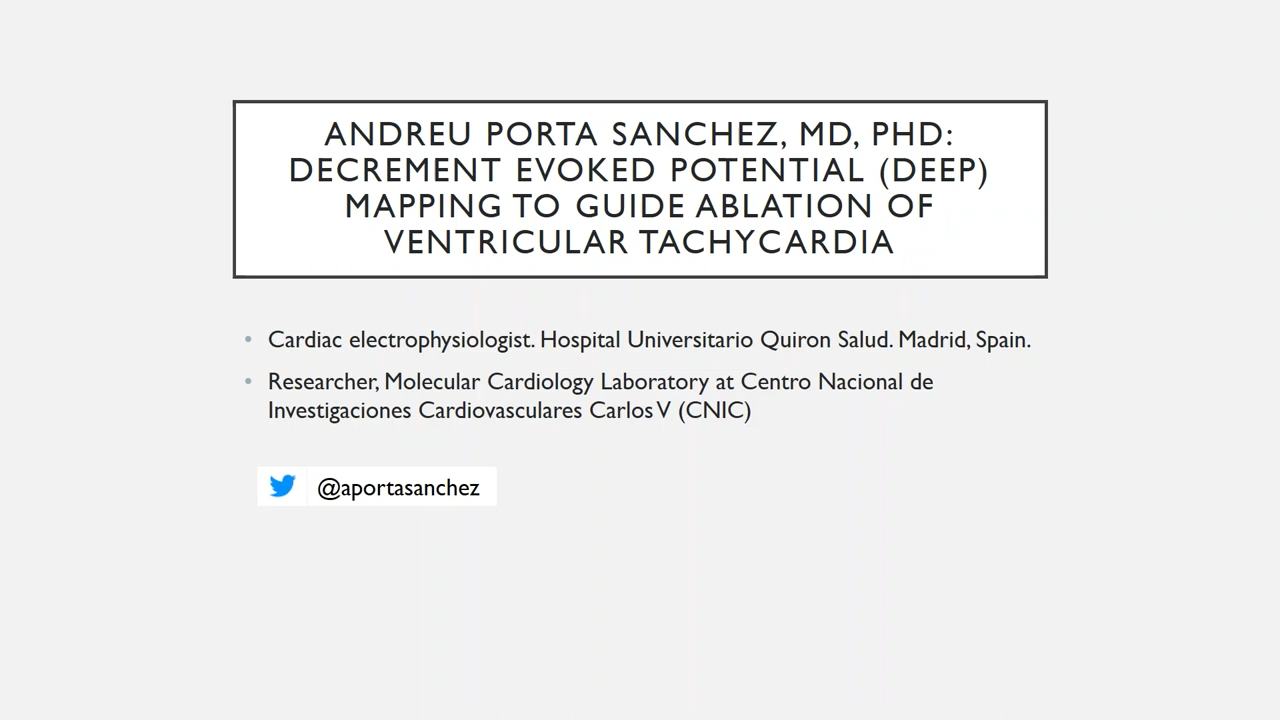 ANDREU PORTA SANCHEZ, MD, PHD:
DECREMENT EVOKED POTENTIAL (DEEP)
MAPPING TO GUIDE ABLATION OF
VENTRICULAR TACHYCARDIA
• Cardiac electrophysiologist. Hospital Universitario Quiron Salud. Madrid, Spain.
• Researcher, Molecular Cardiology Laboratory at Centro Nacional de
Investigaciones Cardiovasculares Carlos V (CNIC)
@aportasanchez